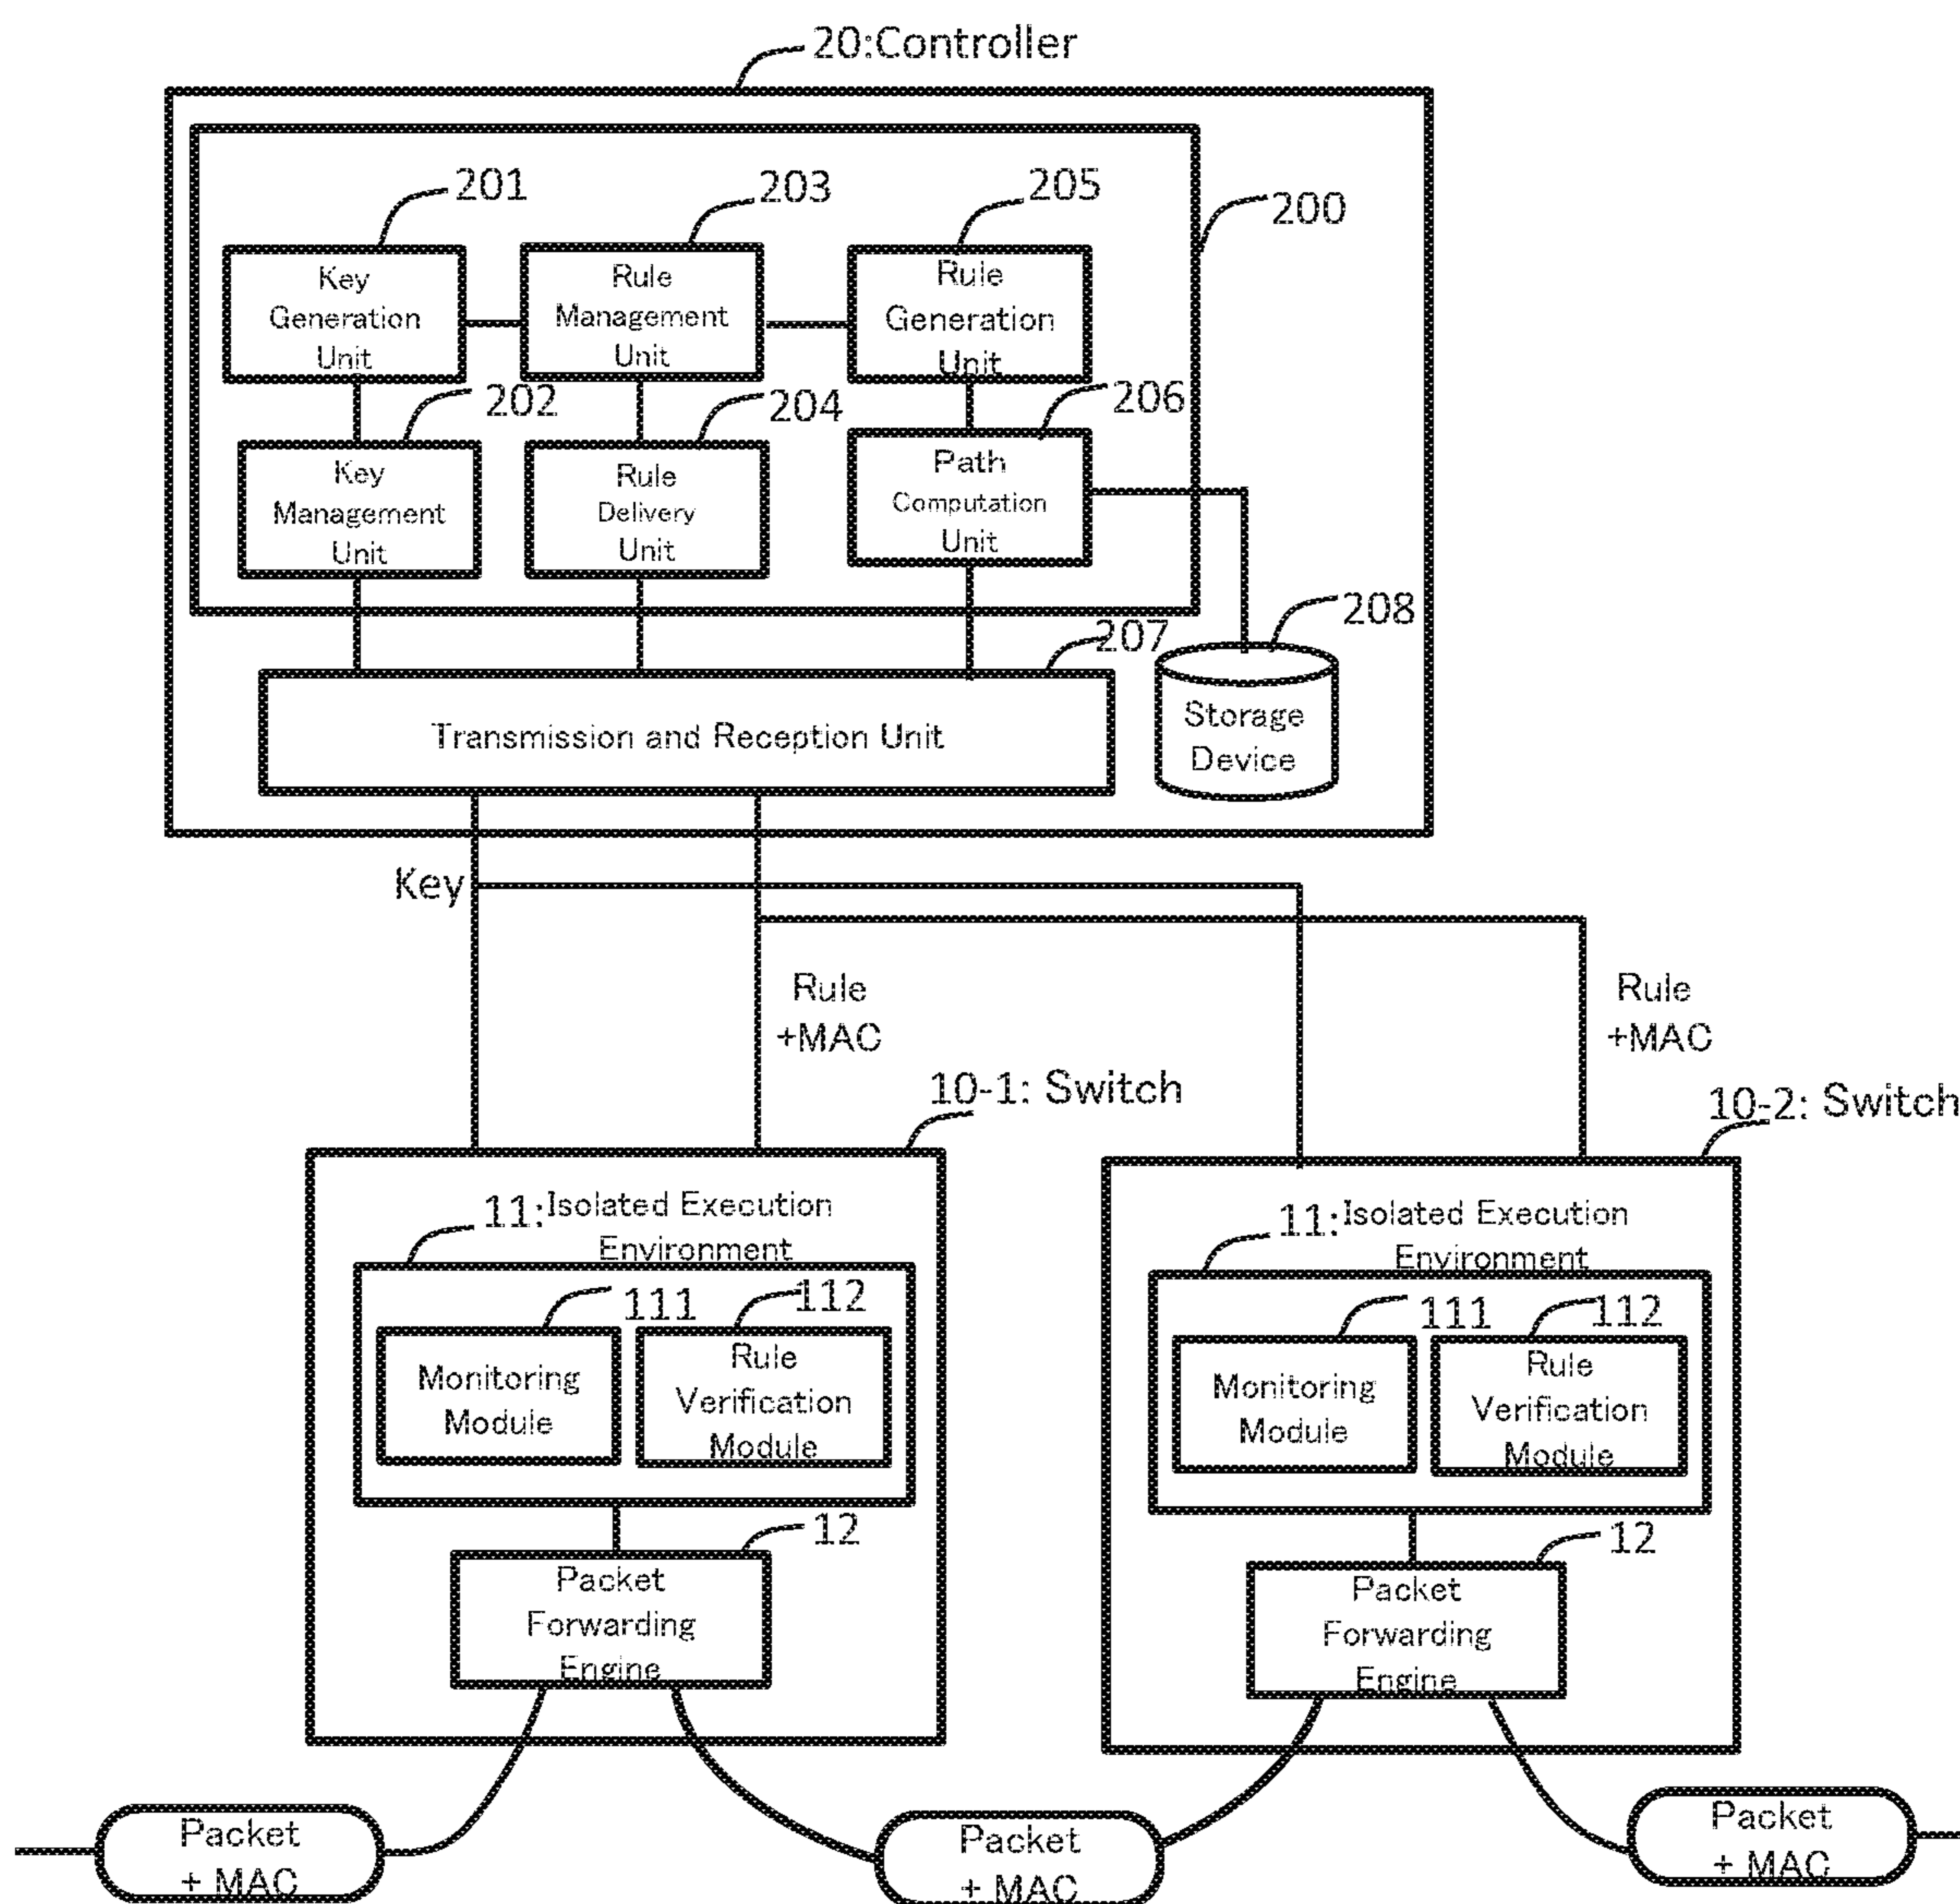 20:Controller
201
203
205
200
Key
Generation
Unit
Rule
Management
Unit
Rule
Generation
Unit
202
204
206
Key
Management
Unit
Rule
Delivery
Unit
Path
Computation
Unit
208
207
Transmission and Reception Unit
Storage
Device
Key
Rule
+MAC
Rule
+MAC
10-1: Switch
10-2: Switch
11:Isolated Execution
Environment
11:Isolated Execution
Environment
111
112
111
112
Monitoring
Module
Rule
Verification
Module
Monitoring
Module
Rule
Verification
Module
12
12
Packet
Forwarding
Engine
Packet
Forwarding
Engine
Packet
+ MAC
Packet
+ MAC
Packet
+ MAC